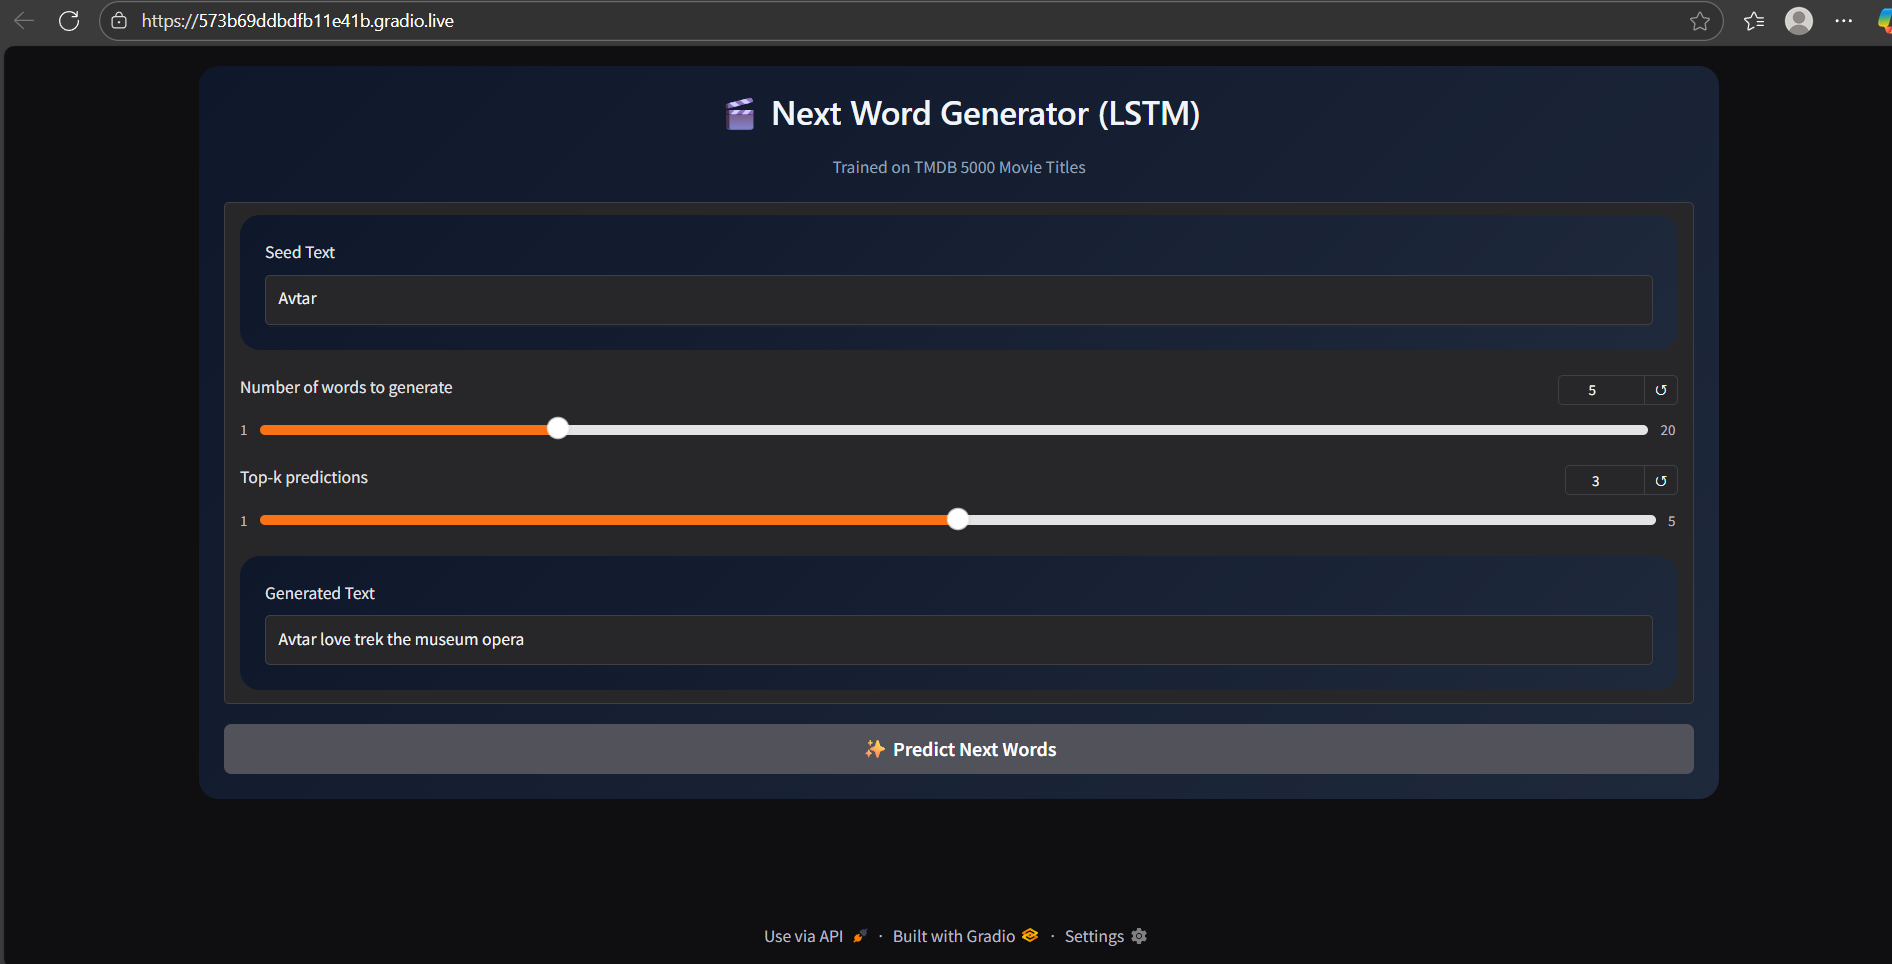 https://573b69ddbdfb11e41b.gradio.live
Next Word Generator (LSTM)
Trained on TMDB 5000 Movie Titles
Seed Text
Avtar
Number of words to generate
5
1
20
Top-k predictions
3
1
5
Generated Text
Avtar love trek the museum opera
Predict Next Words
Use via API · Built with Gradio · Settings